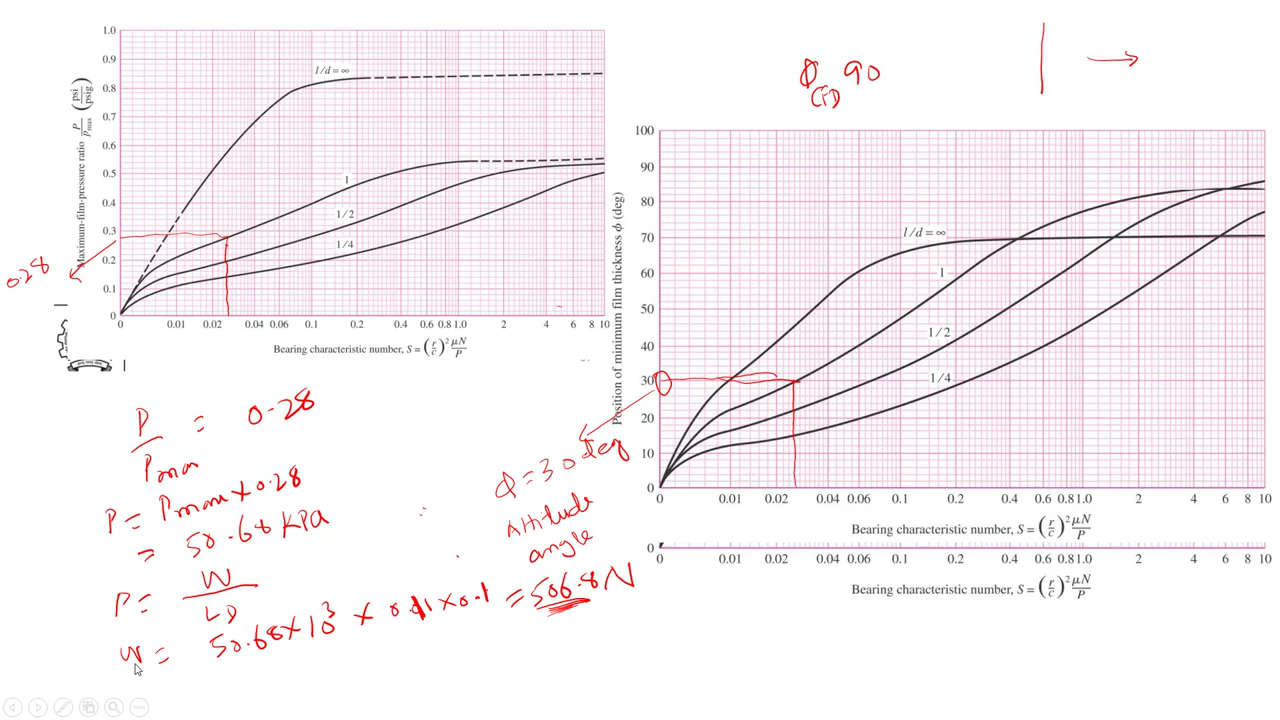 1.0
0.9
0.8
0.7
0.6
0.5
0.4
0.3
0.2
0.1
0
Maximum-film-pressure ratio P/Pmax (psi/psig)
l/d = ∞
1
1/2
1/4
0 0.01 0.02 0.04 0.06 0.1 0.2 0.4 0.6 0.8 1.0 2 4 6 8 10
Bearing characteristic number, S = (r/c)² μN/P
0.28
P/Pmax = 0.28
P = Pmax × 0.28
= 50.68 KPa
P = W/LD
W = 50.68 × 10³ × 0.1 × 0.1 = 506.8 N
Φ 90
CFD
100
90
80
70
60
50
40
30
20
10
0
Position of minimum film thickness ϕ (deg)
l/d = ∞
1
1/2
1/4
0 0.01 0.02 0.04 0.06 0.1 0.2 0.4 0.6 0.8 1.0 2 4 6 8 10
Bearing characteristic number, S = (r/c)² μN/P
0
0 0.01 0.02 0.04 0.06 0.1 0.2 0.4 0.6 0.8 1.0 2 4 6 8 10
Bearing characteristic number, S = (r/c)² μN/P
Φ = 30 deg
Attitude
angle